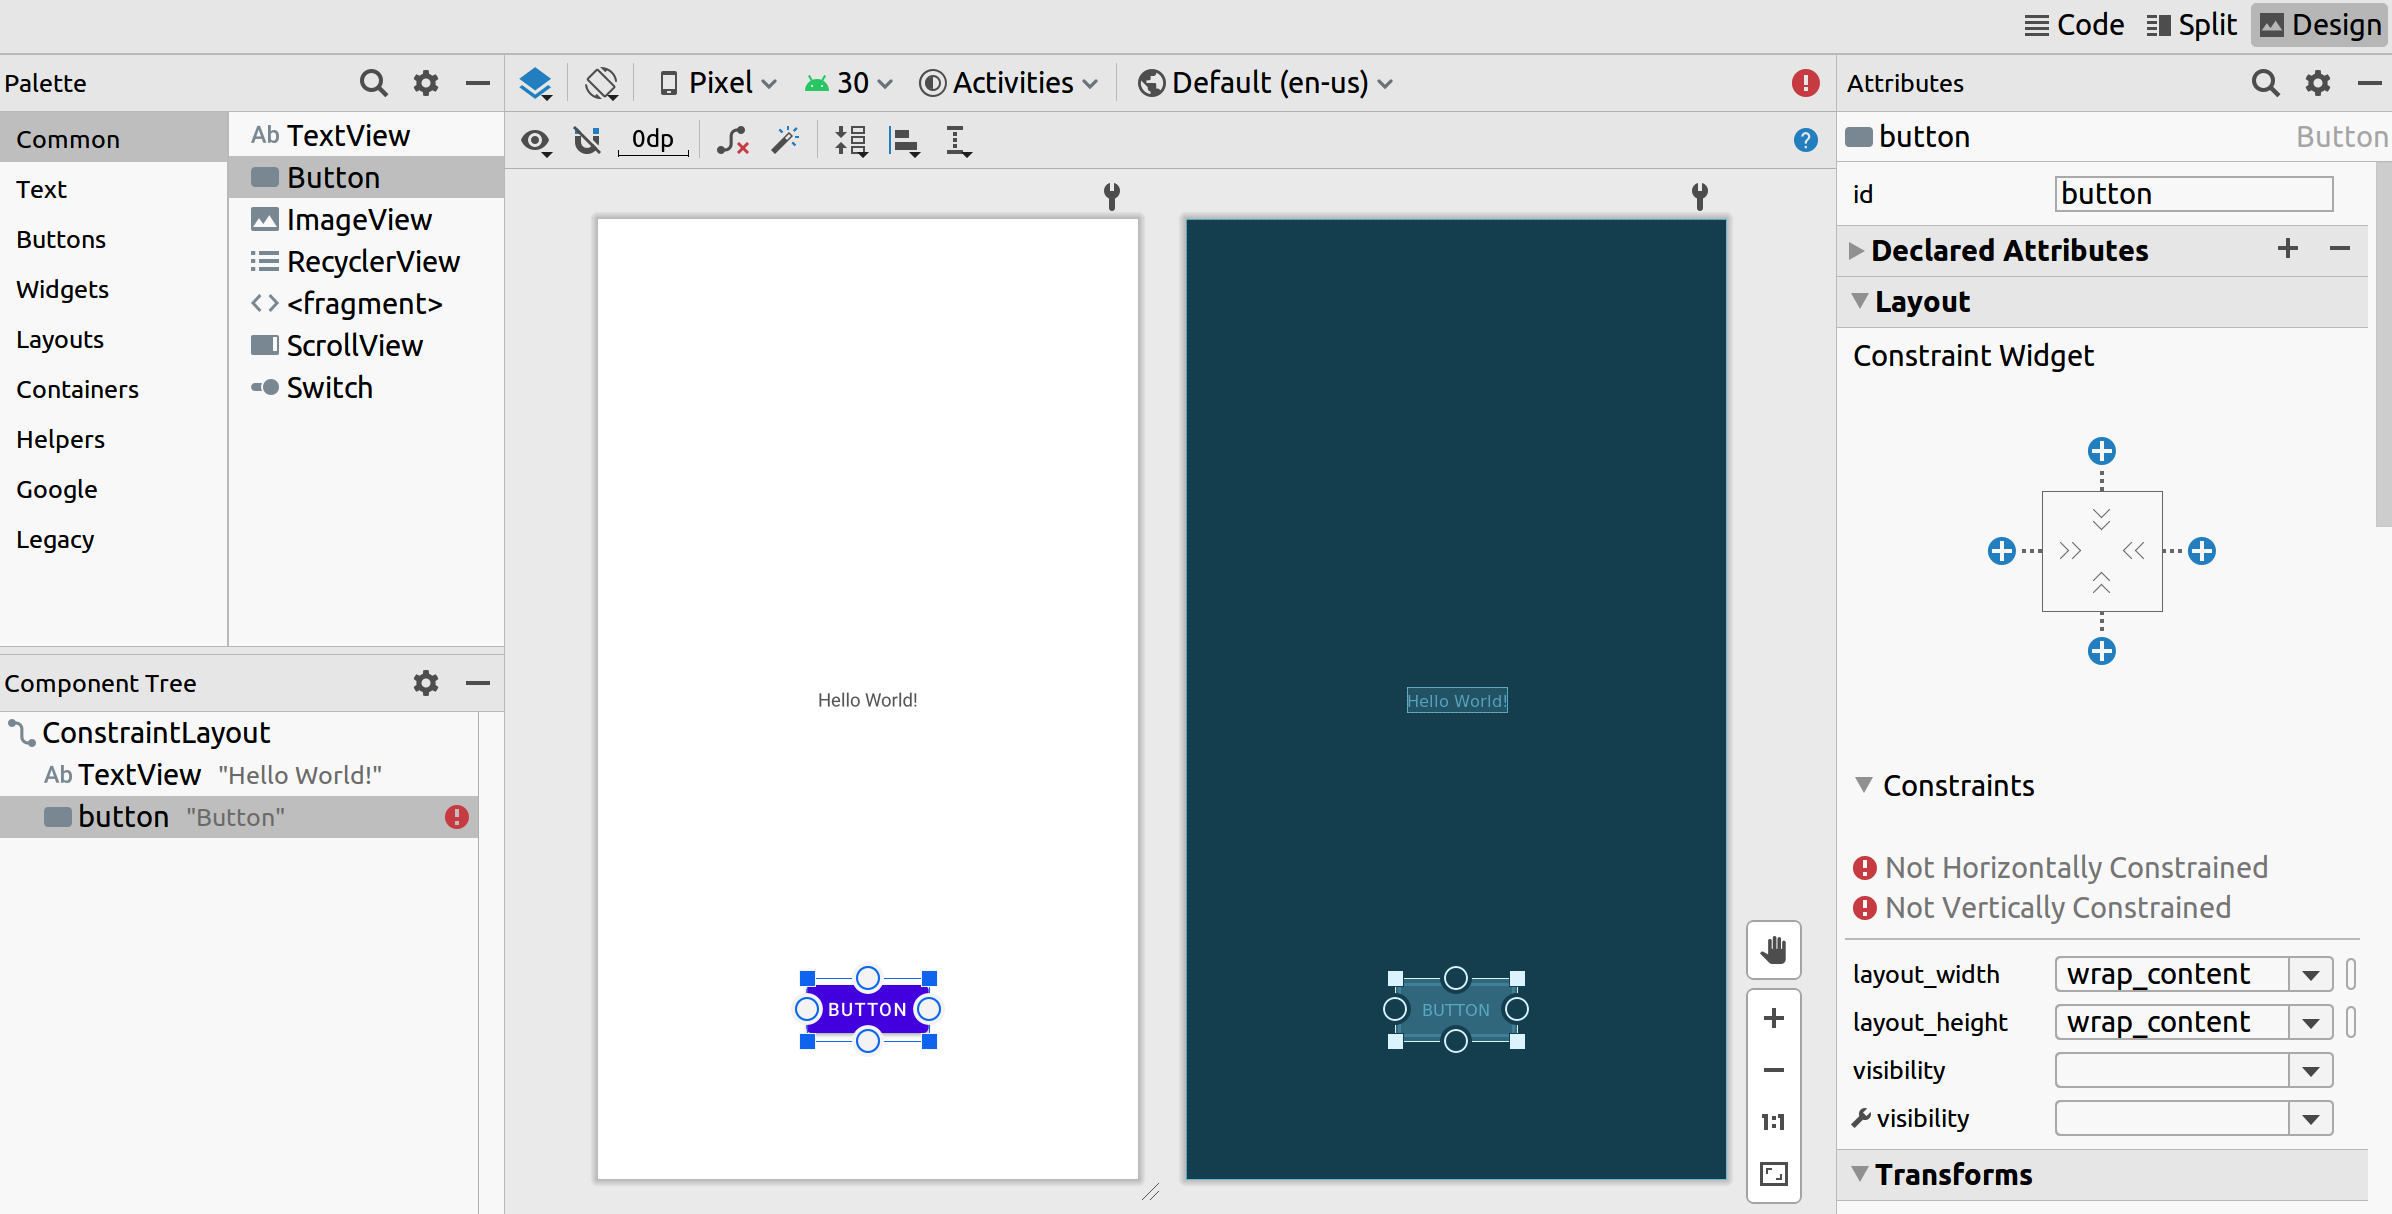 Code Split Design
Palette
Pixel 30 Activities Default (en-us)
Attributes
Common
Text
Buttons
Widgets
Layouts
Containers
Helpers
Google
Legacy
Ab TextView
Button
ImageView
RecyclerView
<fragment>
ScrollView
Switch
0dp
Component Tree
ConstraintLayout
Ab TextView "Hello World!"
button "Button"
Hello World!
BUTTON
Hello World!
BUTTON
1:1
button Button
id button
Declared Attributes
Layout
Constraint Widget
Constraints
Not Horizontally Constrained
Not Vertically Constrained
layout_width wrap_content
layout_height wrap_content
visibility
visibility
Transforms